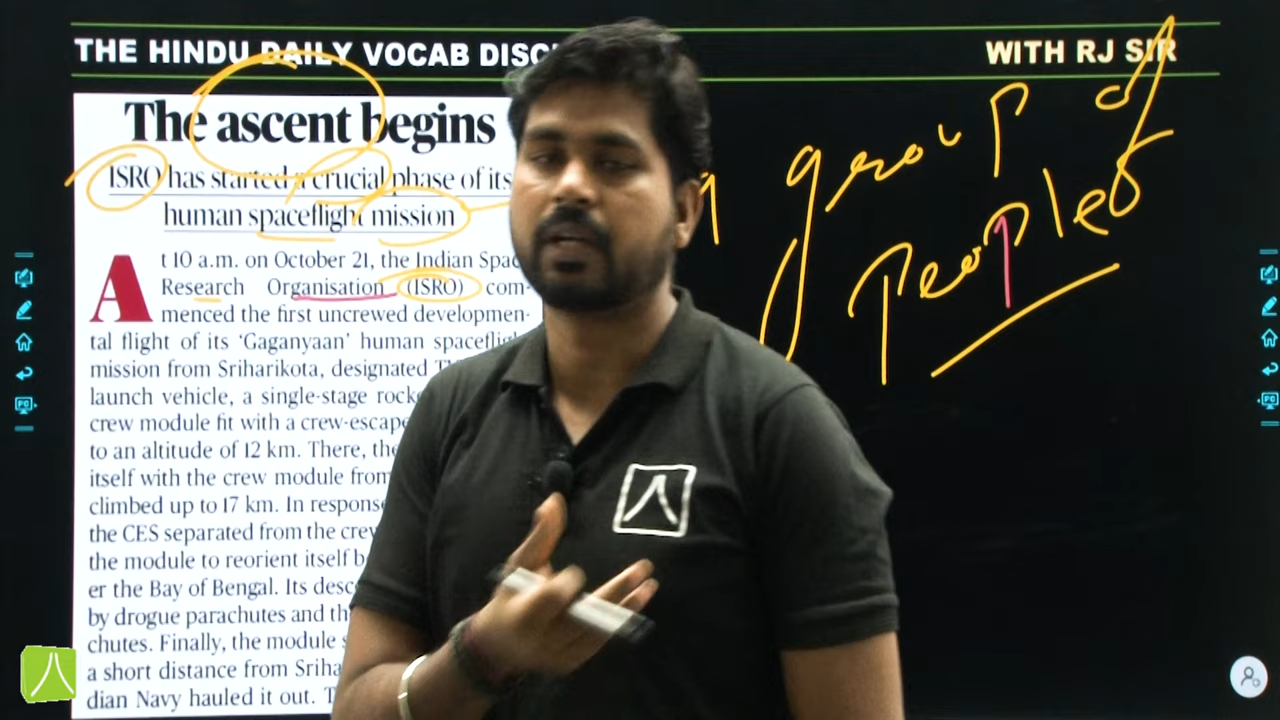 THE HINDU DAILY VOCAB DISC
WITH RJ SIR
The ascent begins
ISRO has started a crucial phase of its
human spaceflight mission
At 10 a.m. on October 21, the Indian Spac
Research Organisation (ISRO) com-
menced the first uncrewed developmen-
tal flight of its ‘Gaganyaan’ human spacefligh
mission from Sriharikota, designated
launch vehicle, a single-stage rock
crew module fit with a crew-escape
to an altitude of 12 km. There, the
itself with the crew module from
climbed up to 17 km. In response
the CES separated from the crew
the module to reorient itself b
er the Bay of Bengal. Its desc
by drogue parachutes and th
chutes. Finally, the module s
a short distance from Sriha
dian Navy hauled it out. T
group of
People
PC
PC